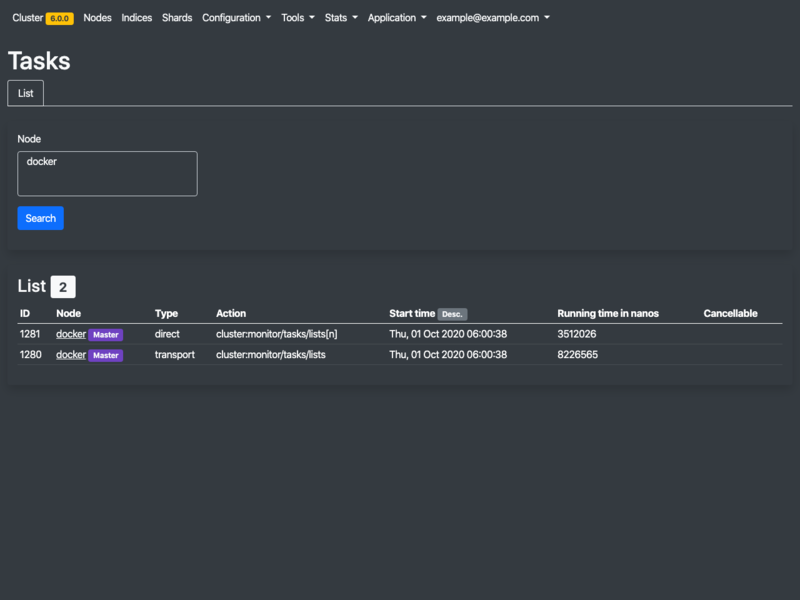 Cluster 6.0.0 Nodes Indices Shards Configuration Tools Stats Application example@example.com
Tasks
List
Node
docker
Search
List 2
ID Node Type Action Start time Desc. Running time in nanos Cancellable
1281 docker Master direct cluster:monitor/tasks/lists[n] Thu, 01 Oct 2020 06:00:38 3512026
1280 docker Master transport cluster:monitor/tasks/lists Thu, 01 Oct 2020 06:00:38 8226565